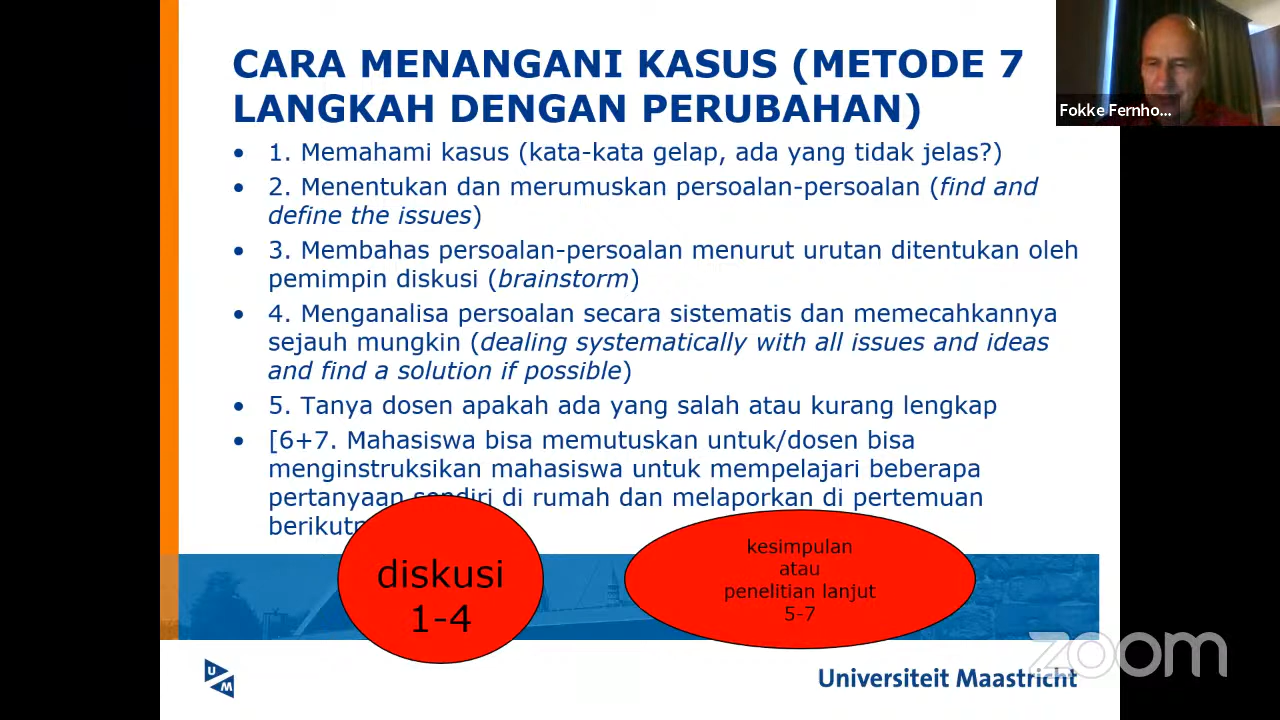 CARA MENANGANI KASUS (METODE 7
LANGKAH DENGAN PERUBAHAN)
• 1. Memahami kasus (kata-kata gelap, ada yang tidak jelas?)
• 2. Menentukan dan merumuskan persoalan-persoalan (find and
define the issues)
• 3. Membahas persoalan-persoalan menurut urutan ditentukan oleh
pemimpin diskusi (brainstorm)
• 4. Menganalisa persoalan secara sistematis dan memecahkannya
sejauh mungkin (dealing systematically with all issues and ideas
and find a solution if possible)
• 5. Tanya dosen apakah ada yang salah atau kurang lengkap
• [6+7. Mahasiswa bisa memutuskan untuk/dosen bisa
menginstruksikan mahasiswa untuk mempelajari beberapa
pertanyaan sendiri di rumah dan melaporkan di pertemuan
diskusi
1-4
kesimpulan
atau
penelitian lanjut
5-7
Fokke Fernho...
UM
Universiteit Maastricht
zoom